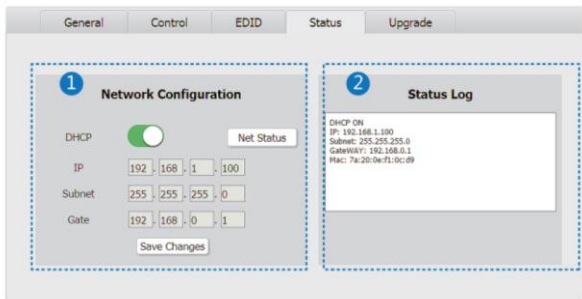 General Control EDID Status Upgrade
1
Network Configuration
DHCP Net Status
IP 192 . 168 . 1 . 100
Subnet 255 . 255 . 255 . 0
Gate 192 . 168 . 0 . 1
Save Changes
2
Status Log
DHCP ON
IP: 192.168.1.100
Subnet: 255.255.255.0
GateWAY: 192.168.0.1
Mac: 7a:20:0e:f1:0c:d9